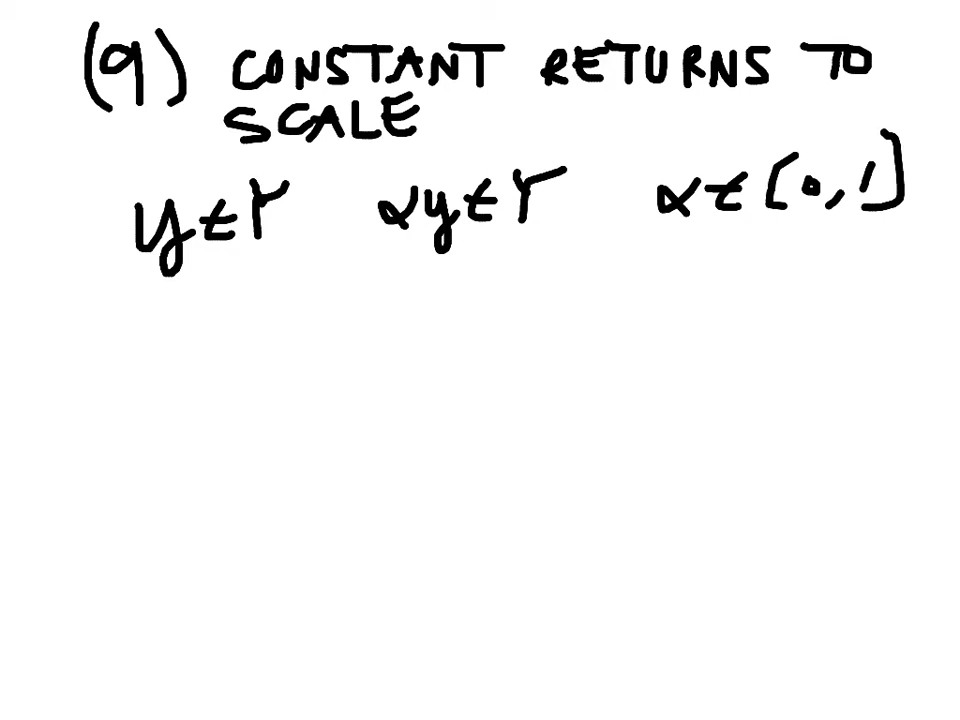 (9) CONSTANT RETURNS TO
SCALE
y ∈ Y αy ∈ Y α ∈ [0, 1]